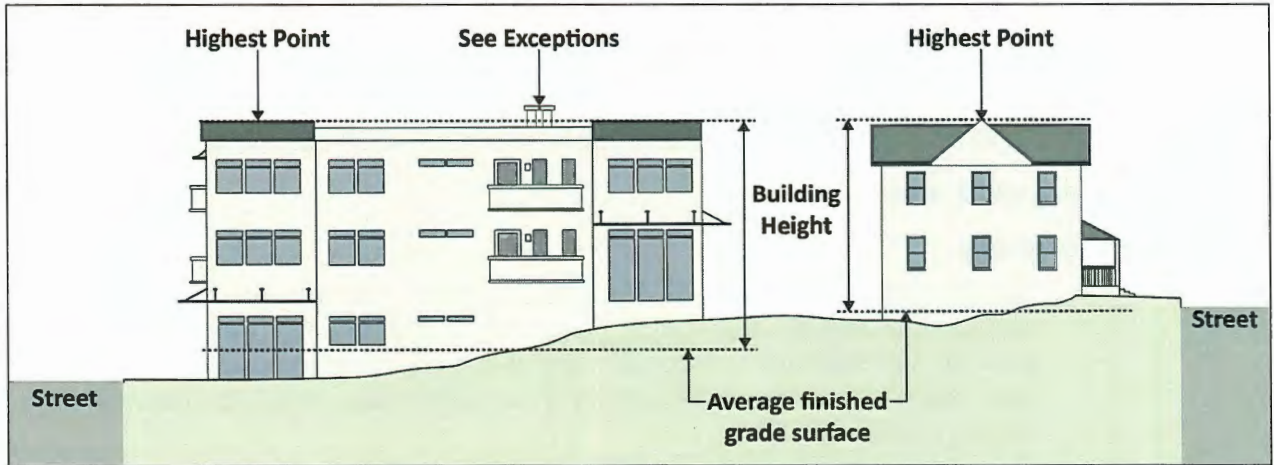 Highest Point
See Exceptions
Highest Point
Building
Height
Street
Street
Average finished
grade surface